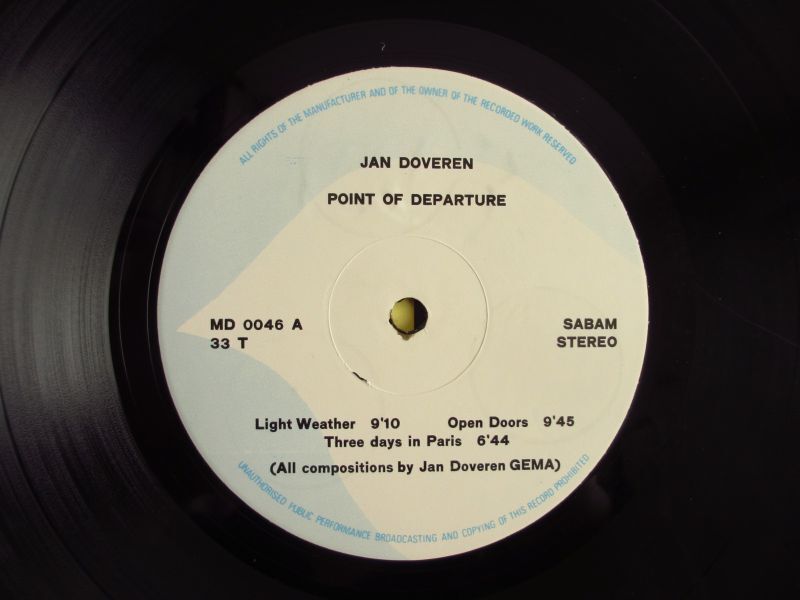 ALL RIGHTS OF THE MANUFACTURER AND OF THE OWNER OF THE RECORDED WORK RESERVED
JAN DOVEREN
POINT OF DEPARTURE
MD 0046 A
33 T
SABAM
STEREO
Light Weather 9'10 Open Doors 9'45
Three days in Paris 6'44
(All compositions by Jan Doveren GEMA)
UNAUTHORISED PUBLIC PERFORMANCE BROADCASTING AND COPYING OF THIS RECORD PROHIBITED